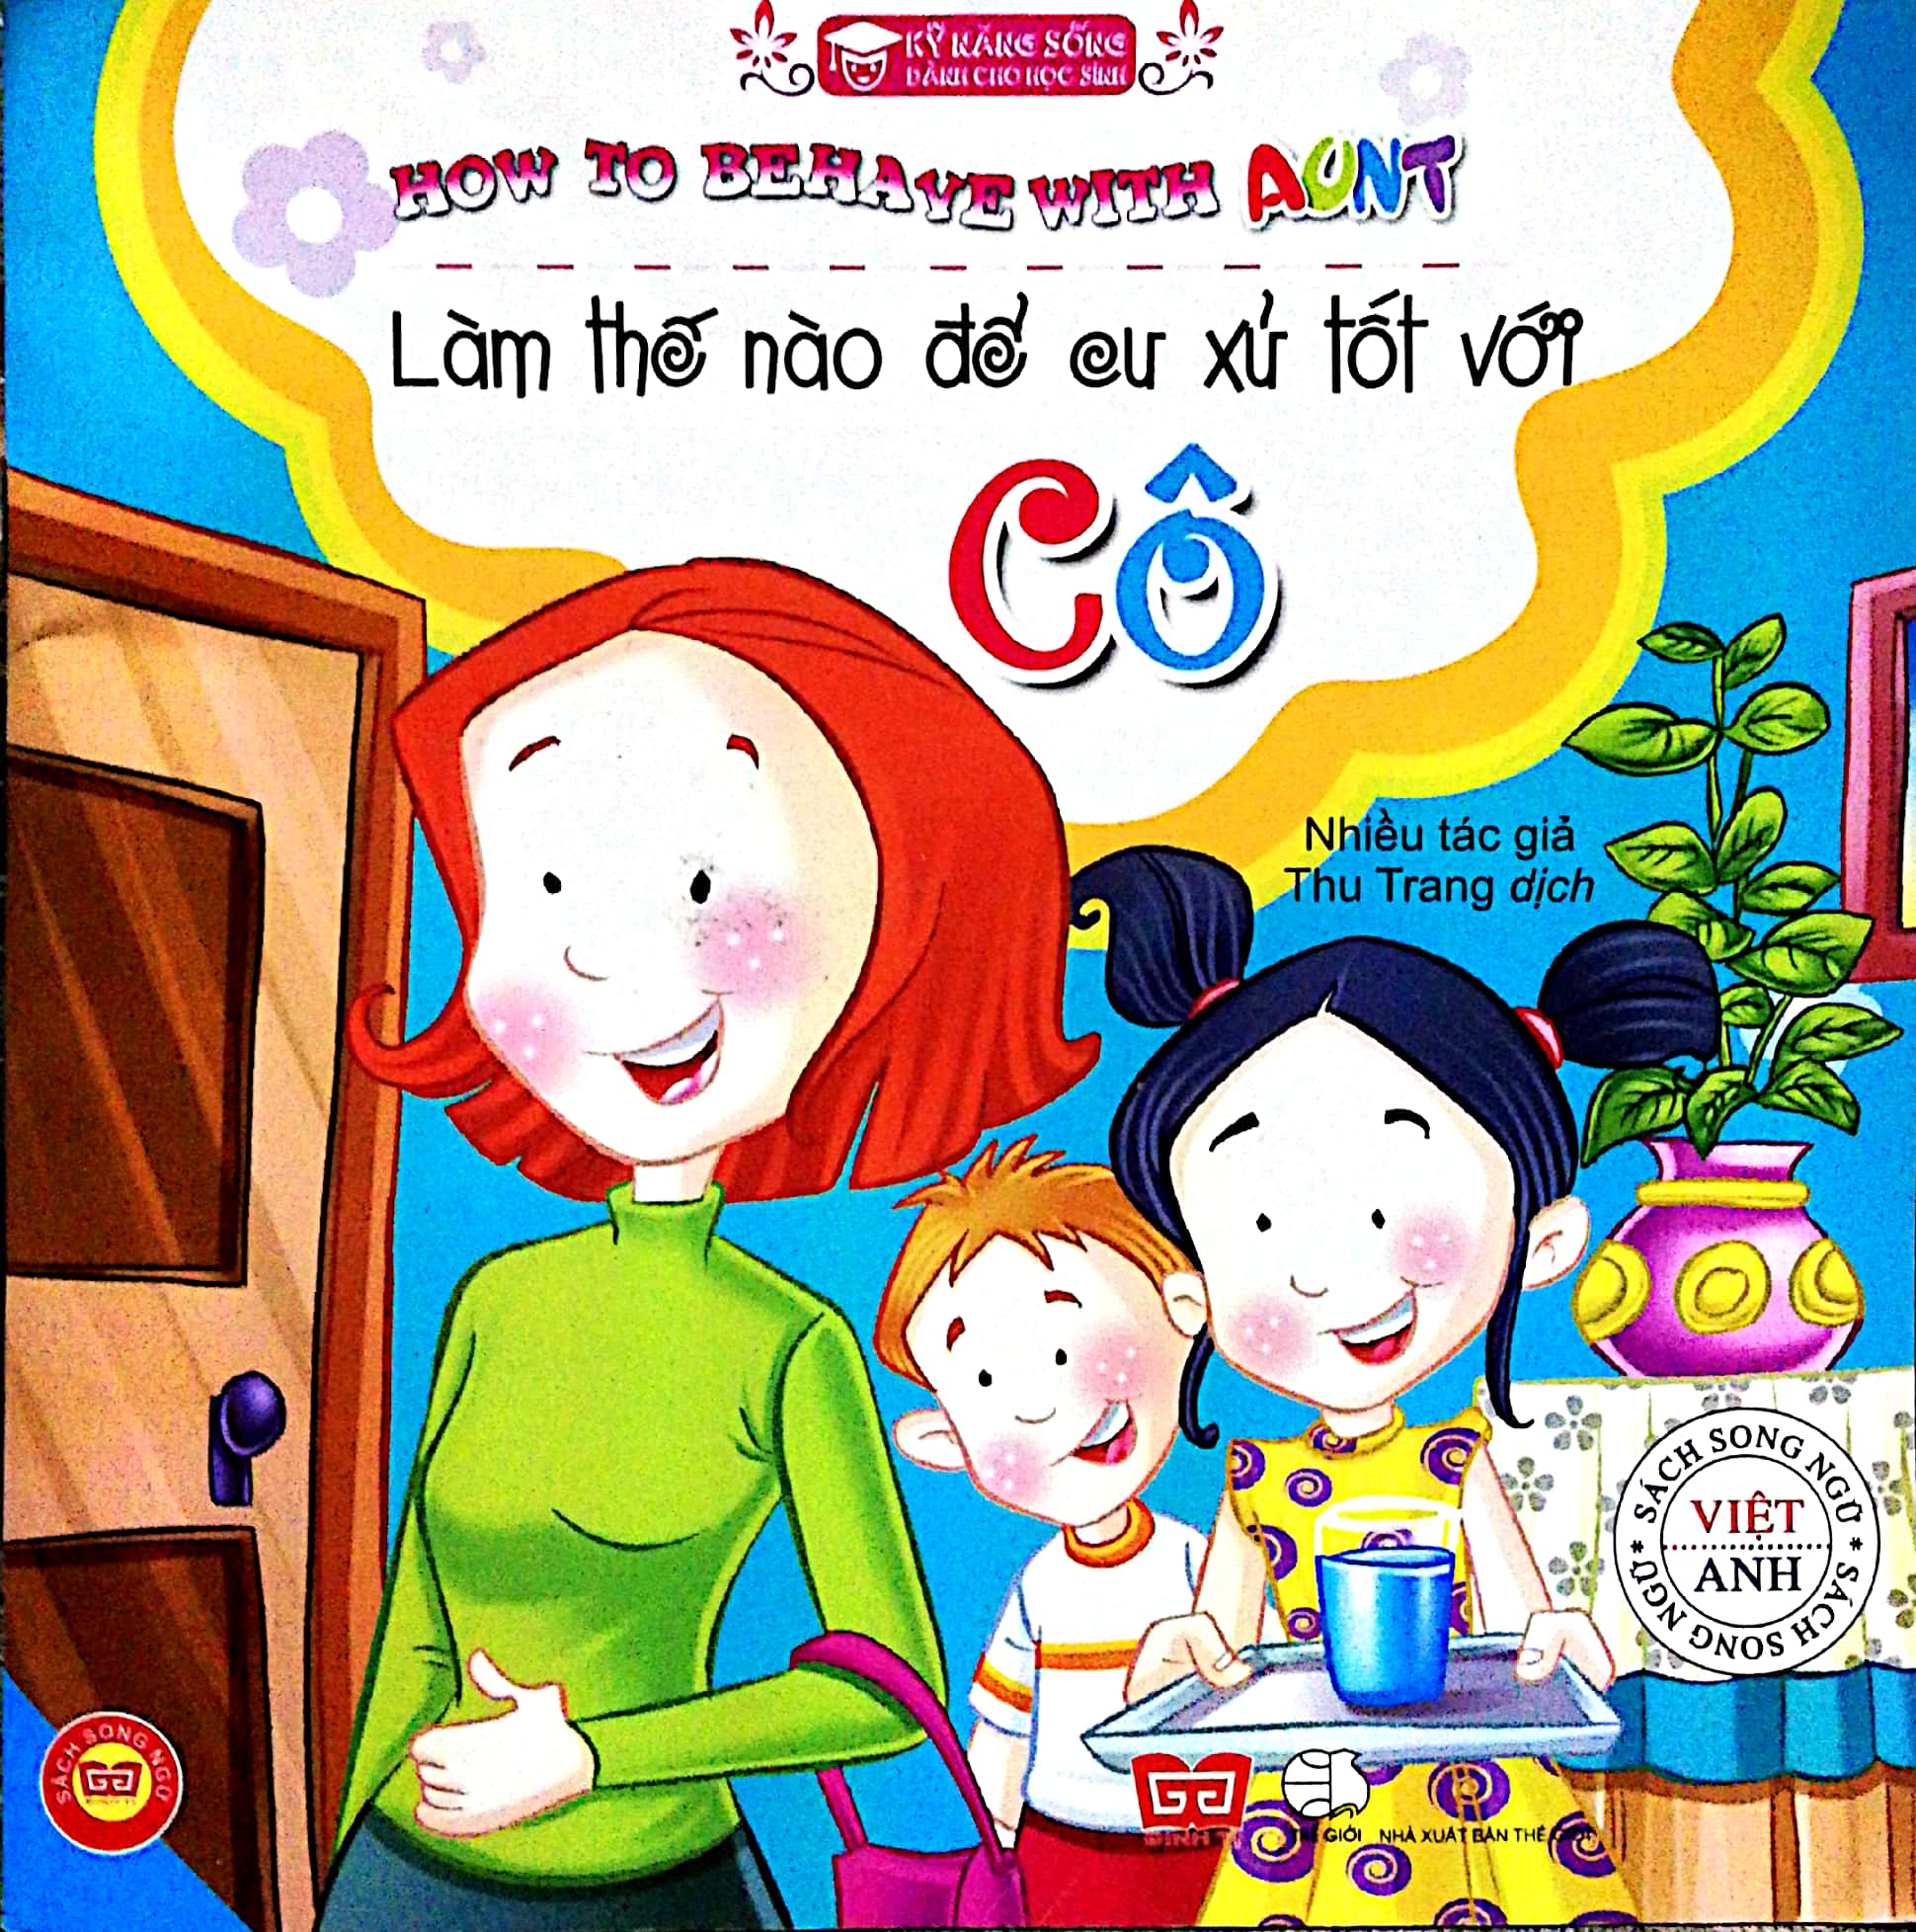 KỸ NĂNG SỐNG
DÀNH CHO HỌC SINH
HOW TO BEHAVE WITH AUNT
Làm thế nào để cư xử tốt với
CÔ
Nhiều tác giả
Thu Trang dịch
SÁCH SONG NGỮ * SÁCH SONG NGỮ *
VIỆT
ANH
SÁCH SONG NGỮ
ĐINH TỊ
GIỚI NHÀ XUẤT BẢN THẾ